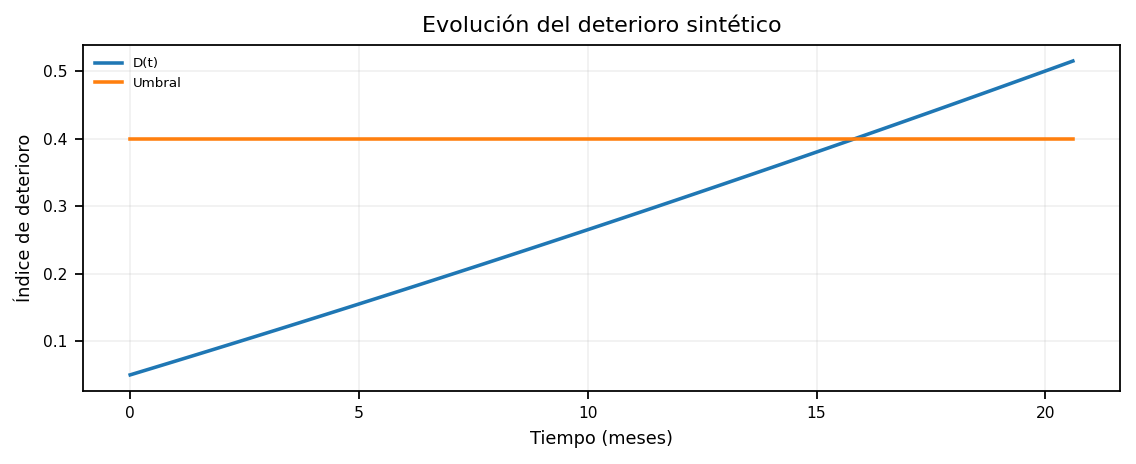 Evolución del deterioro sintético
D(t)
Umbral
Índice de deterioro
0.5
0.4
0.3
0.2
0.1
0
5
10
15
20
Tiempo (meses)